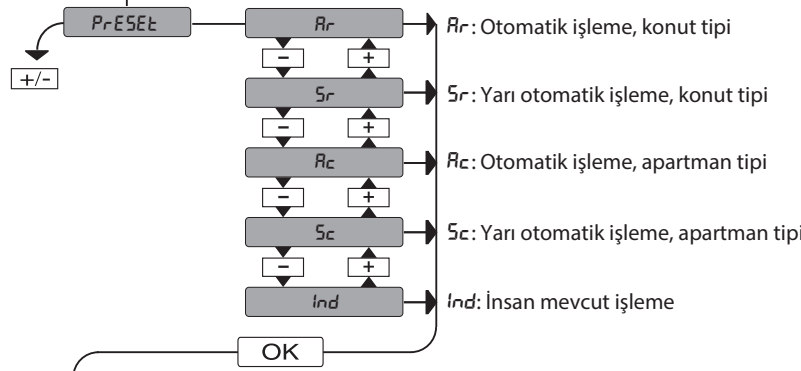 PrESEt
+/-
Ar
Ar: Otomatik işleme, konut tipi
- +
Sr
Sr: Yarı otomatik işleme, konut tipi
- +
Ac
Ac: Otomatik işleme, apartman tipi
- +
Sc
Sc: Yarı otomatik işleme, apartman tipi
- +
Ind
Ind: İnsan mevcut işleme
OK